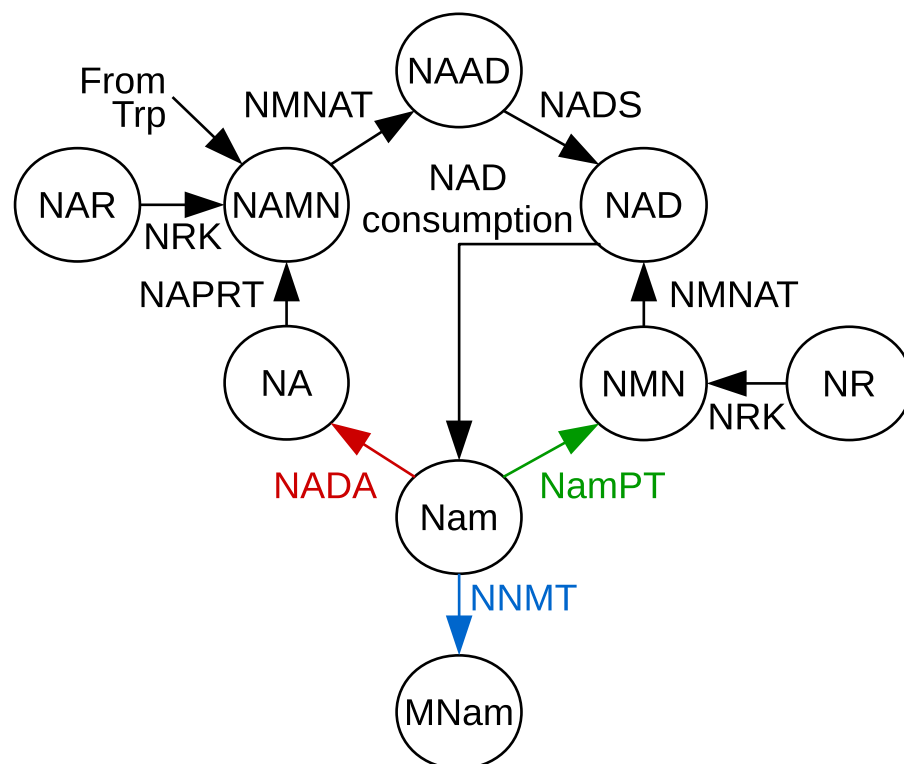 NAAD
From
Trp
NMNAT
NADS
NAD
consumption
NAR
NAMN
NAD
NRK
NAPRT
NMNAT
NA
NMN
NR
NRK
NADA
NamPT
Nam
NNMT
MNam